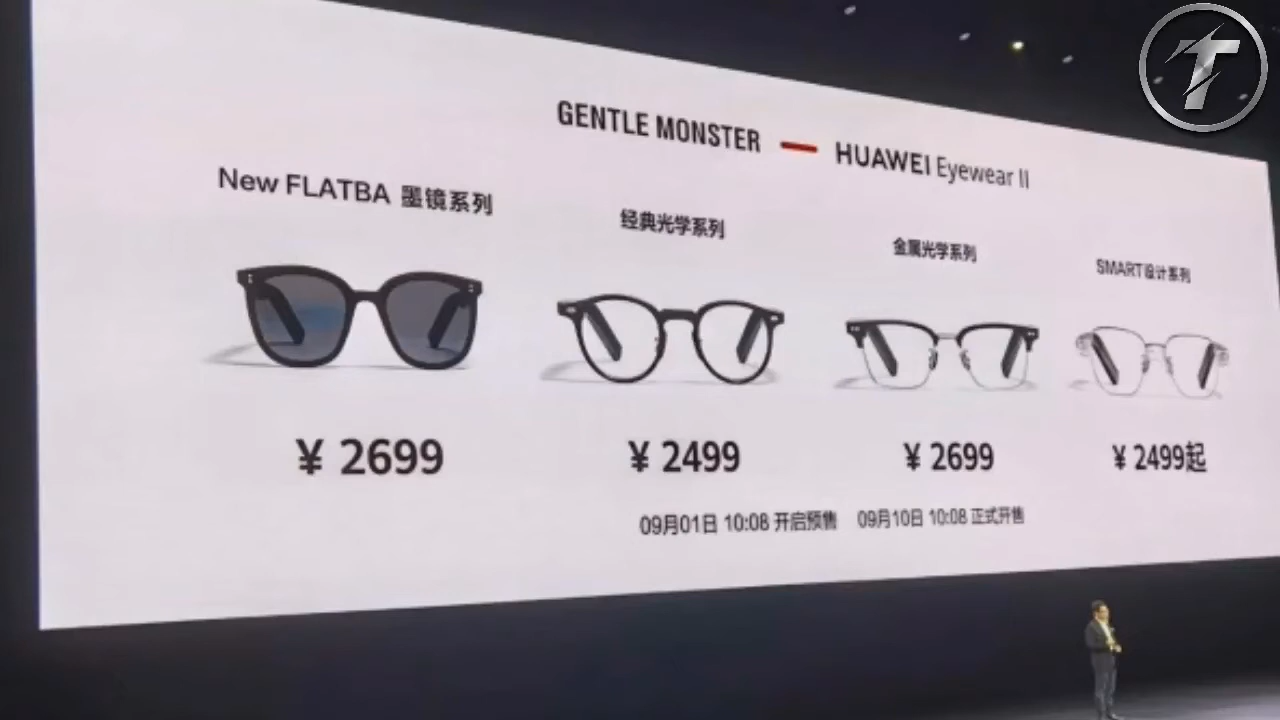 GENTLE MONSTER — HUAWEI Eyewear II
New FLATBA 墨镜系列
经典光学系列
金属光学系列
SMART设计系列
¥ 2699
¥ 2499
¥ 2699
¥ 2499起
09月01日 10:08 开启预售 09月10日 10:08 正式开售
T